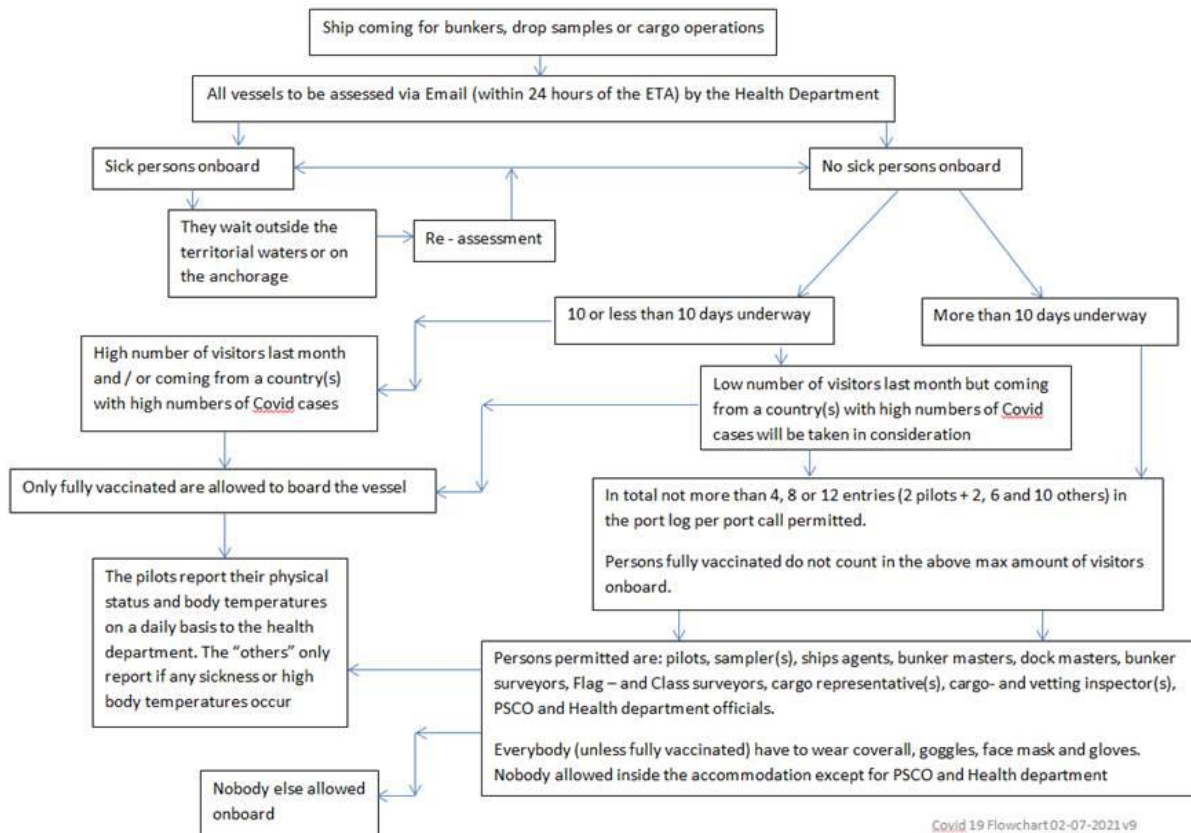 Ship coming for bunkers, drop samples or cargo operations
All vessels to be assessed via Email (within 24 hours of the ETA) by the Health Department
Sick persons onboard
No sick persons onboard
They wait outside the
territorial waters or on
the anchorage
Re - assessment
10 or less than 10 days underway
More than 10 days underway
High number of visitors last month
and / or coming from a country(s)
with high numbers of Covid cases
Low number of visitors last month but coming
from a country(s) with high numbers of Covid
cases will be taken in consideration
Only fully vaccinated are allowed to board the vessel
In total not more than 4, 8 or 12 entries (2 pilots + 2, 6 and 10 others) in
the port log per port call permitted.
Persons fully vaccinated do not count in the above max amount of visitors
onboard.
The pilots report their physical
status and body temperatures
on a daily basis to the health
department. The “others” only
report if any sickness or high
body temperatures occur
Persons permitted are: pilots, sampler(s), ships agents, bunker masters, dock masters, bunker
surveyors, Flag – and Class surveyors, cargo representative(s), cargo- and vetting inspector(s),
PSCO and Health department officials.
Everybody (unless fully vaccinated) have to wear coverall, goggles, face mask and gloves.
Nobody allowed inside the accommodation except for PSCO and Health department
Nobody else allowed
onboard
Covid 19 Flowchart 02-07-2021 v9